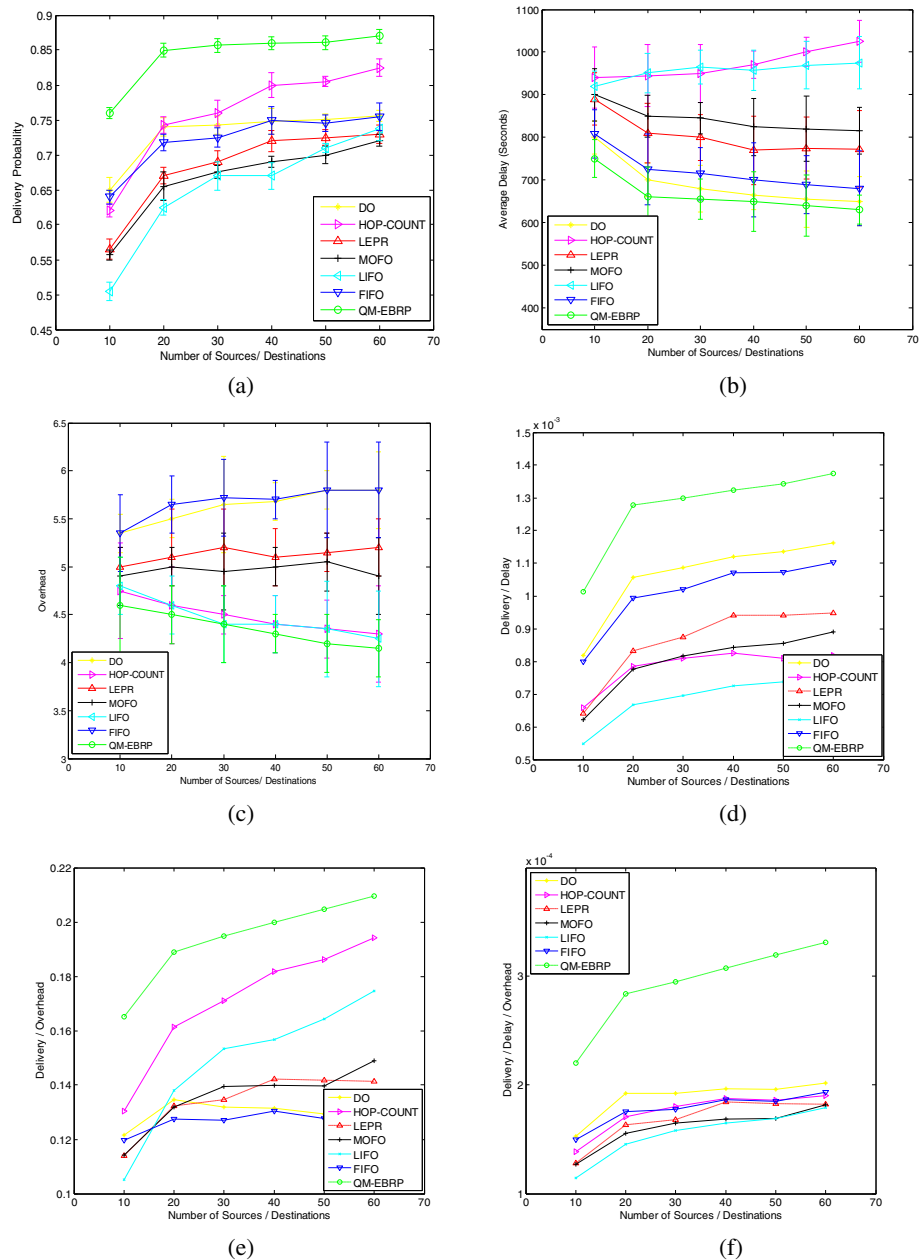 0.9
0.85
0.8
0.75
0.7
0.65
0.6
0.55
0.5
0.45
Delivery Probability
DO
HOP-COUNT
LEPR
MOFO
LIFO
FIFO
QM-EBRP
0 10 20 30 40 50 60 70
Number of Sources/ Destinations
(a)
1100
1000
900
800
700
600
500
400
Average Delay (Seconds)
DO
HOP-COUNT
LEPR
MOFO
LIFO
FIFO
QM-EBRP
0 10 20 30 40 50 60 70
Number of Sources/ Destinations
(b)
6.5
6
5.5
5
4.5
4
3.5
3
Overhead
DO
HOP-COUNT
LEPR
MOFO
LIFO
FIFO
QM-EBRP
0 10 20 30 40 50 60 70
Number of Sources/ Destinations
(c)
x 10⁻³
1.5
1.4
1.3
1.2
1.1
1
0.9
0.8
0.7
0.6
0.5
Delivery / Delay
DO
HOP-COUNT
LEPR
MOFO
LIFO
FIFO
QM-EBRP
0 10 20 30 40 50 60 70
Number of Sources / Destinations
(d)
0.22
0.2
0.18
0.16
0.14
0.12
0.1
Delivery / Overhead
DO
HOP-COUNT
LEPR
MOFO
LIFO
FIFO
QM-EBRP
0 10 20 30 40 50 60 70
Number of Sources / Destinations
(e)
x 10⁻⁴
3
2
1
Delivery / Delay / Overhead
DO
HOP-COUNT
LEPR
MOFO
LIFO
FIFO
QM-EBRP
0 10 20 30 40 50 60 70
Number of Sources / Destinations
(f)